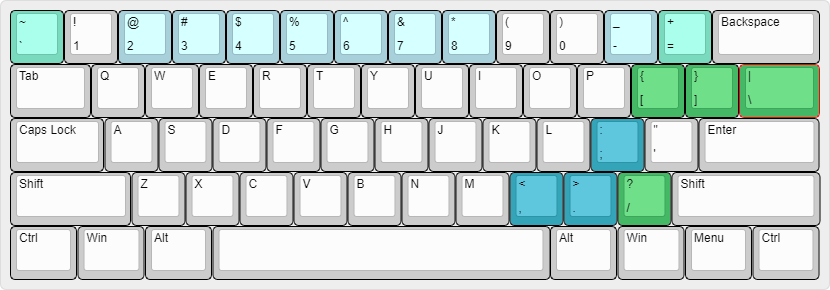 ~ ! @ # $ % ^ & * ( ) _ + Backspace
` 1 2 3 4 5 6 7 8 9 0 - =
Tab Q W E R T Y U I O P { } |
[ ] \
Caps Lock A S D F G H J K L : " Enter
; '
Shift Z X C V B N M < > ? Shift
, . /
Ctrl Win Alt Alt Win Menu Ctrl